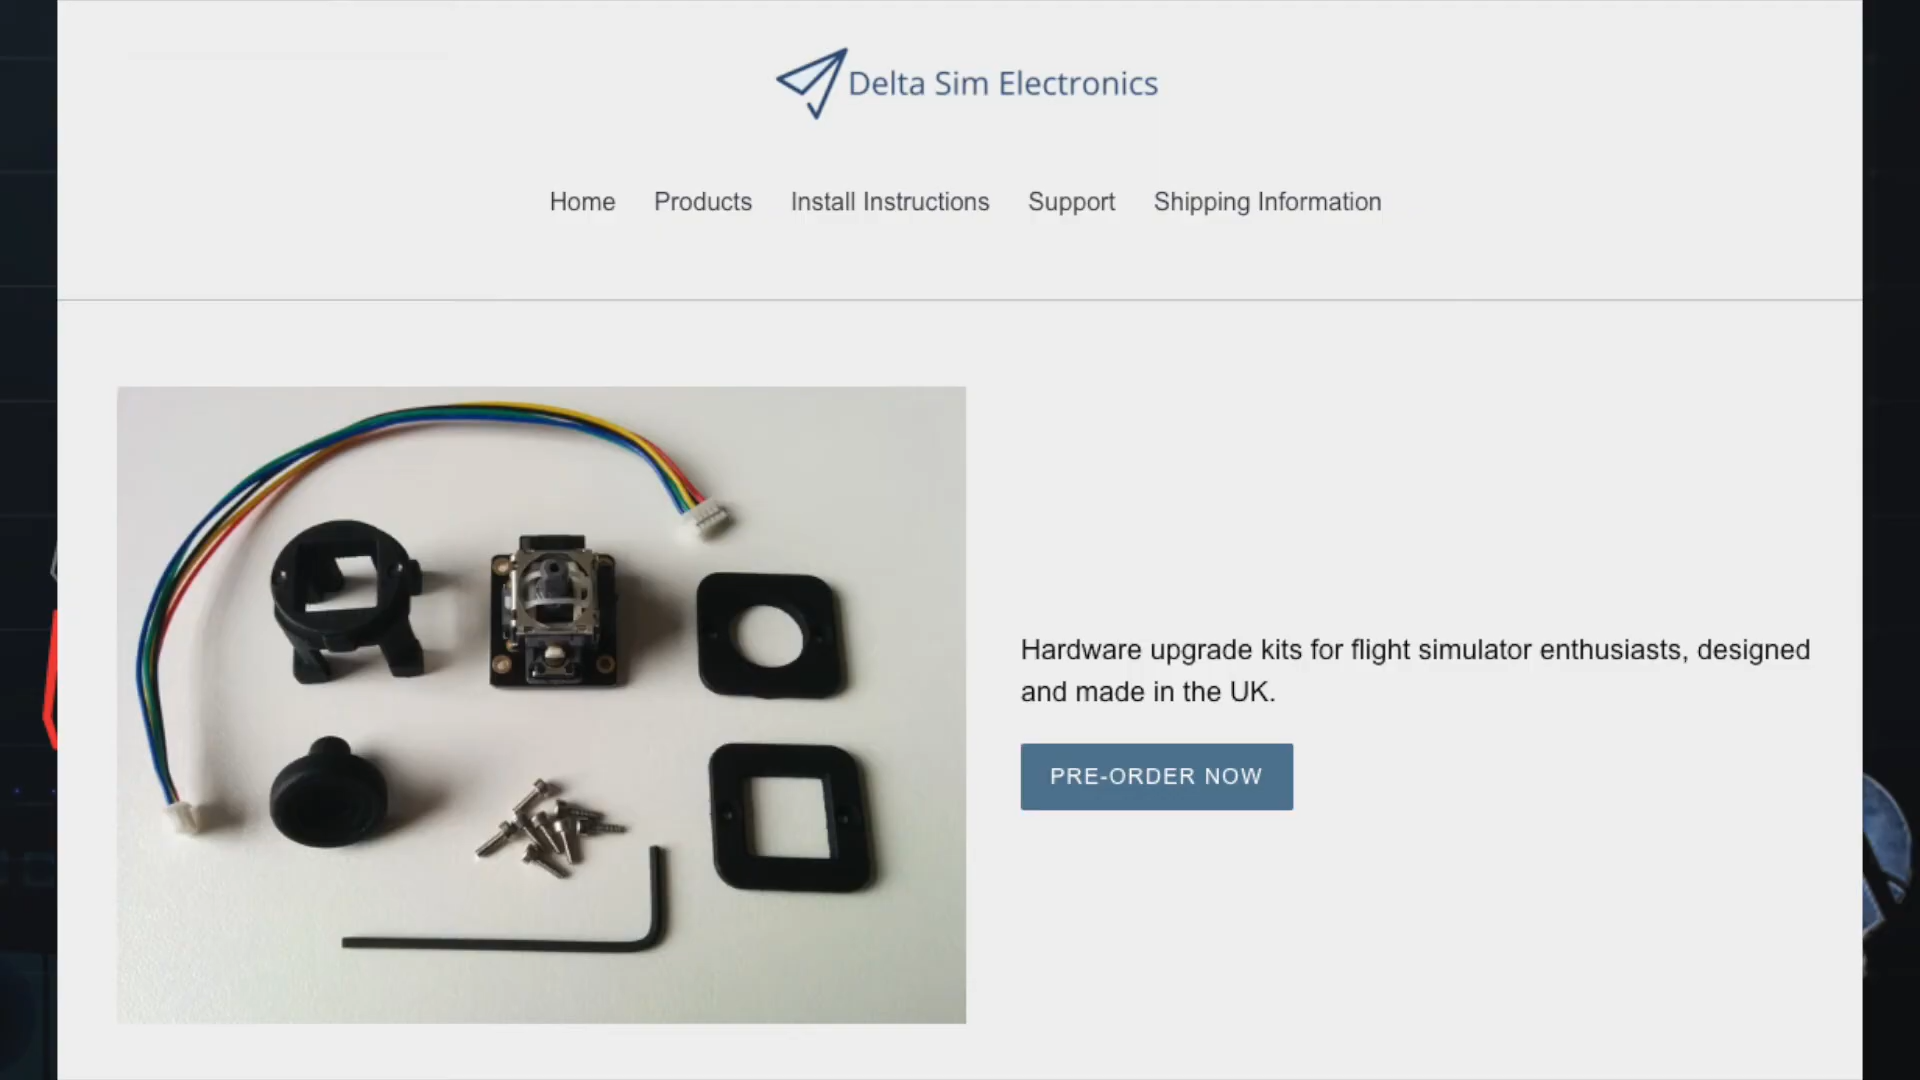 Delta Sim Electronics
Home Products Install Instructions Support Shipping Information
Hardware upgrade kits for flight simulator enthusiasts, designed
and made in the UK.
PRE-ORDER NOW